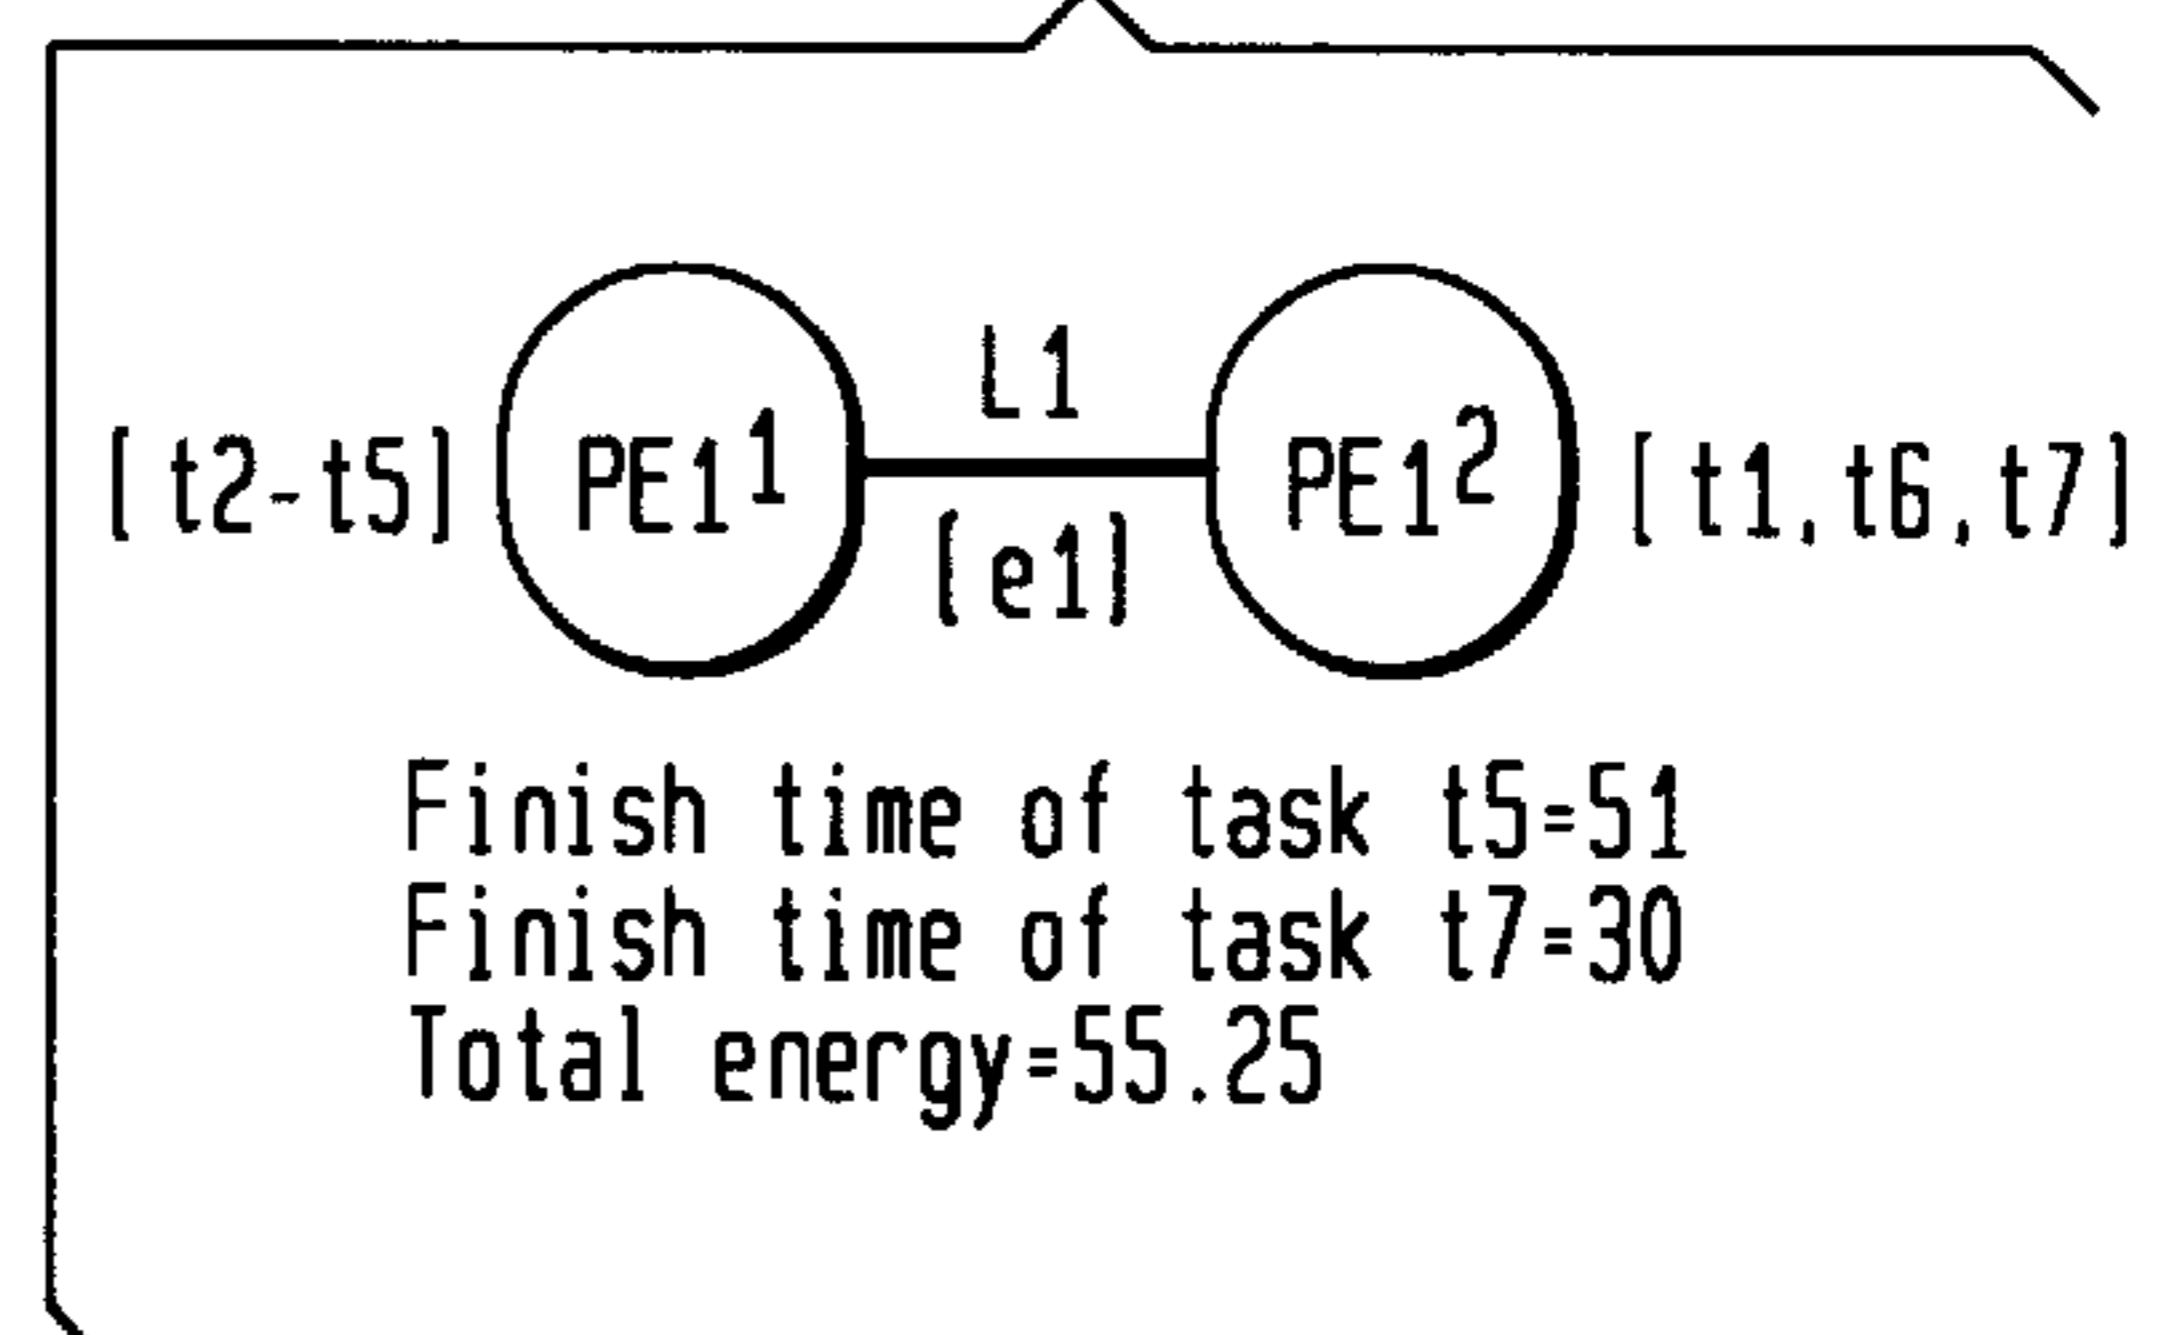 L1
[t2-t5] PE1¹ PE1² [t1,t6,t7]
[e1]
Finish time of task t5=51
Finish time of task t7=30
Total energy=55.25